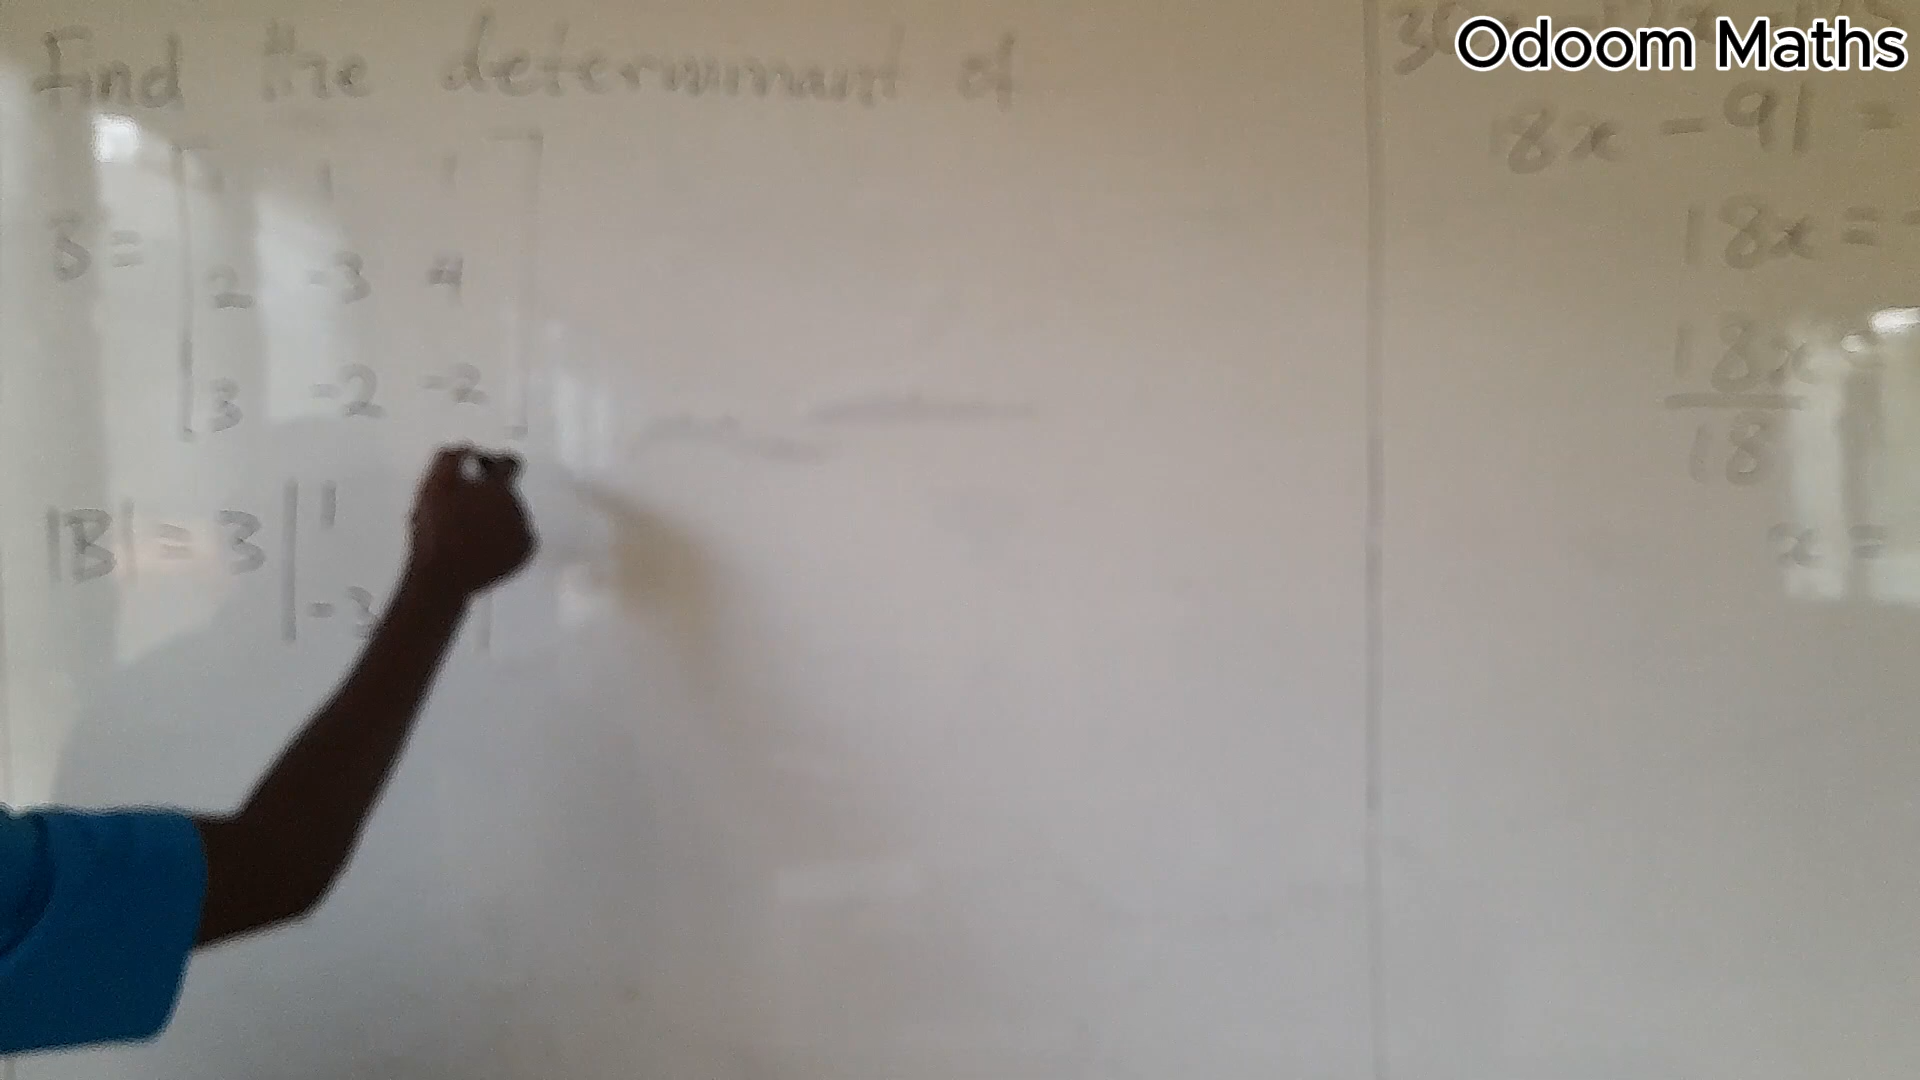 Find the determinant of
B =
1 1 1
2 -3 4
3 -2 -2
|B| = 3 | 1
-3 |
Odoom Maths
18x - 91 =
18x = -
18x =
18
x =